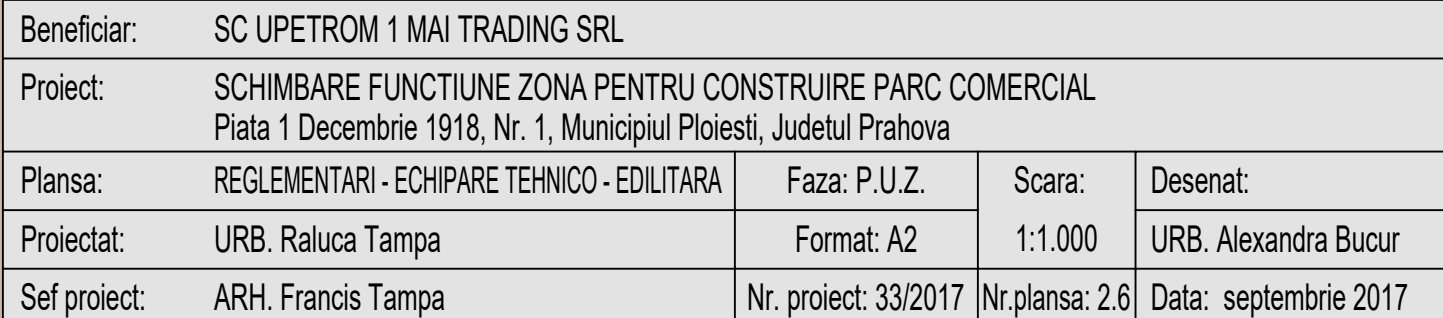 Beneficiar: SC UPETROM 1 MAI TRADING SRL
Proiect: SCHIMBARE FUNCTIUNE ZONA PENTRU CONSTRUIRE PARC COMERCIAL
Piata 1 Decembrie 1918, Nr. 1, Municipiul Ploiesti, Judetul Prahova
Plansa: REGLEMENTARI - ECHIPARE TEHNICO - EDILITARA Faza: P.U.Z. Scara: Desenat:
Proiectat: URB. Raluca Tampa Format: A2 1:1.000 URB. Alexandra Bucur
Sef proiect: ARH. Francis Tampa Nr. proiect: 33/2017 Nr.plansa: 2.6 Data: septembrie 2017